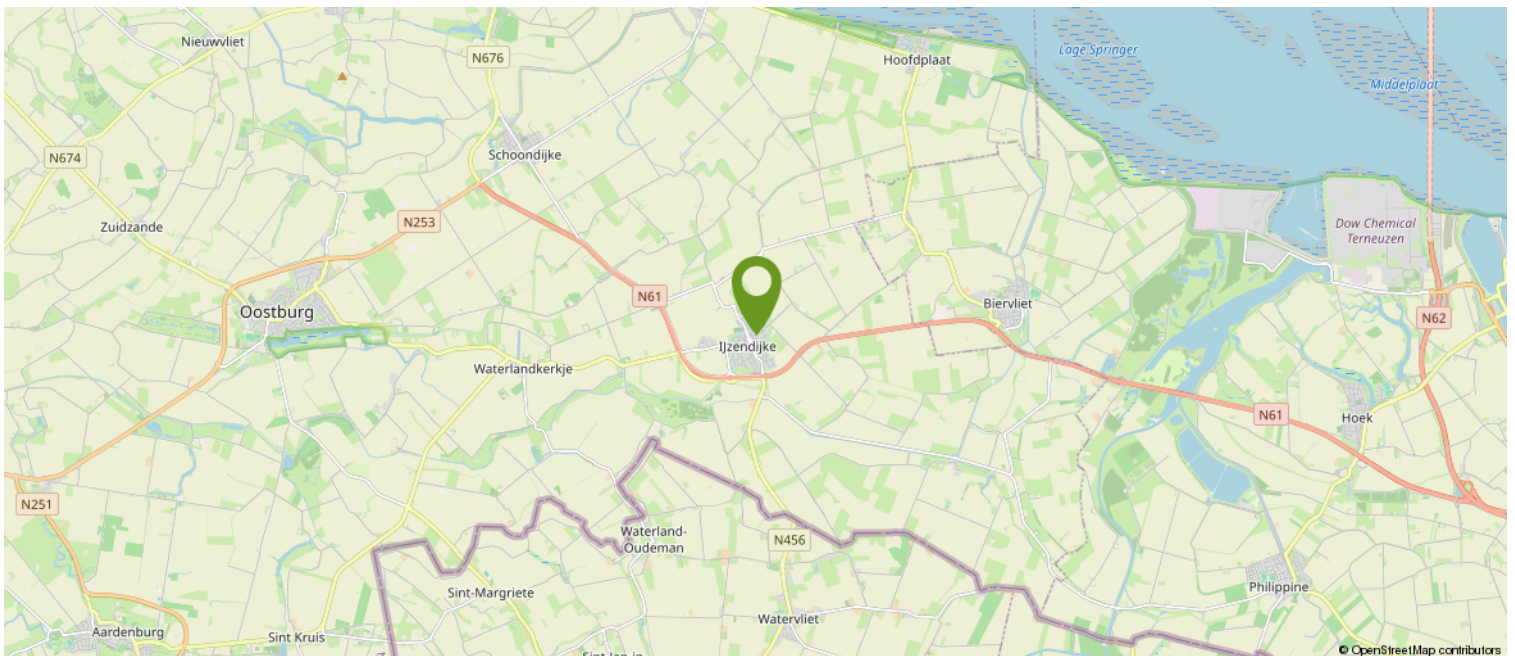 Nieuwvliet
N676
Hoofdplaat
Lage Springer
Middelplaat
N674
Schoondijke
Zuidzande
N253
Dow Chemical
Terneuzen
N61
Biervliet
Oostburg
N62
IJzendijke
Waterlandkerkje
N61
Hoek
N251
Waterland-
Oudeman
N456
Philippine
Sint-Margriete
Watervliet
Aardenburg
Sint Kruis
© OpenStreetMap contributors